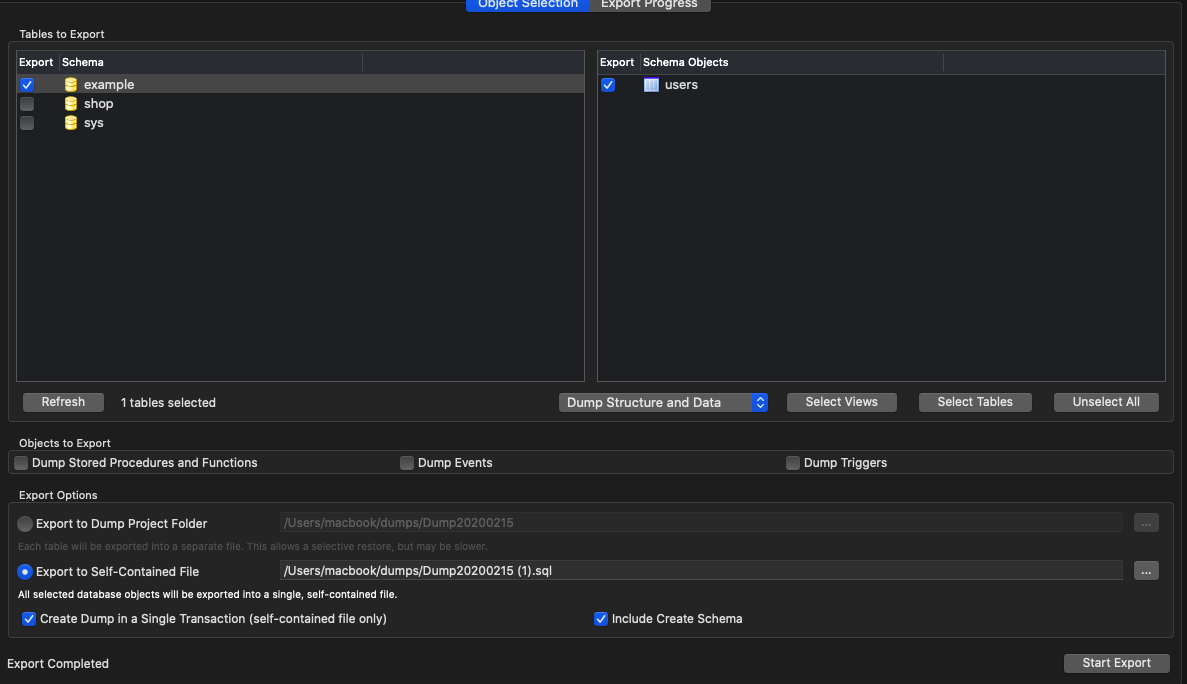 Object Selection Export Progress
Tables to Export
Export Schema
example
shop
sys
Export Schema Objects
users
Refresh 1 tables selected Dump Structure and Data Select Views Select Tables Unselect All
Objects to Export
Dump Stored Procedures and Functions Dump Events Dump Triggers
Export Options
Export to Dump Project Folder /Users/macbook/dumps/Dump20200215 ...
Each table will be exported into a separate file. This allows a selective restore, but may be slower.
Export to Self-Contained File /Users/macbook/dumps/Dump20200215 (1).sql ...
All selected database objects will be exported into a single, self-contained file.
Create Dump in a Single Transaction (self-contained file only) Include Create Schema
Export Completed Start Export